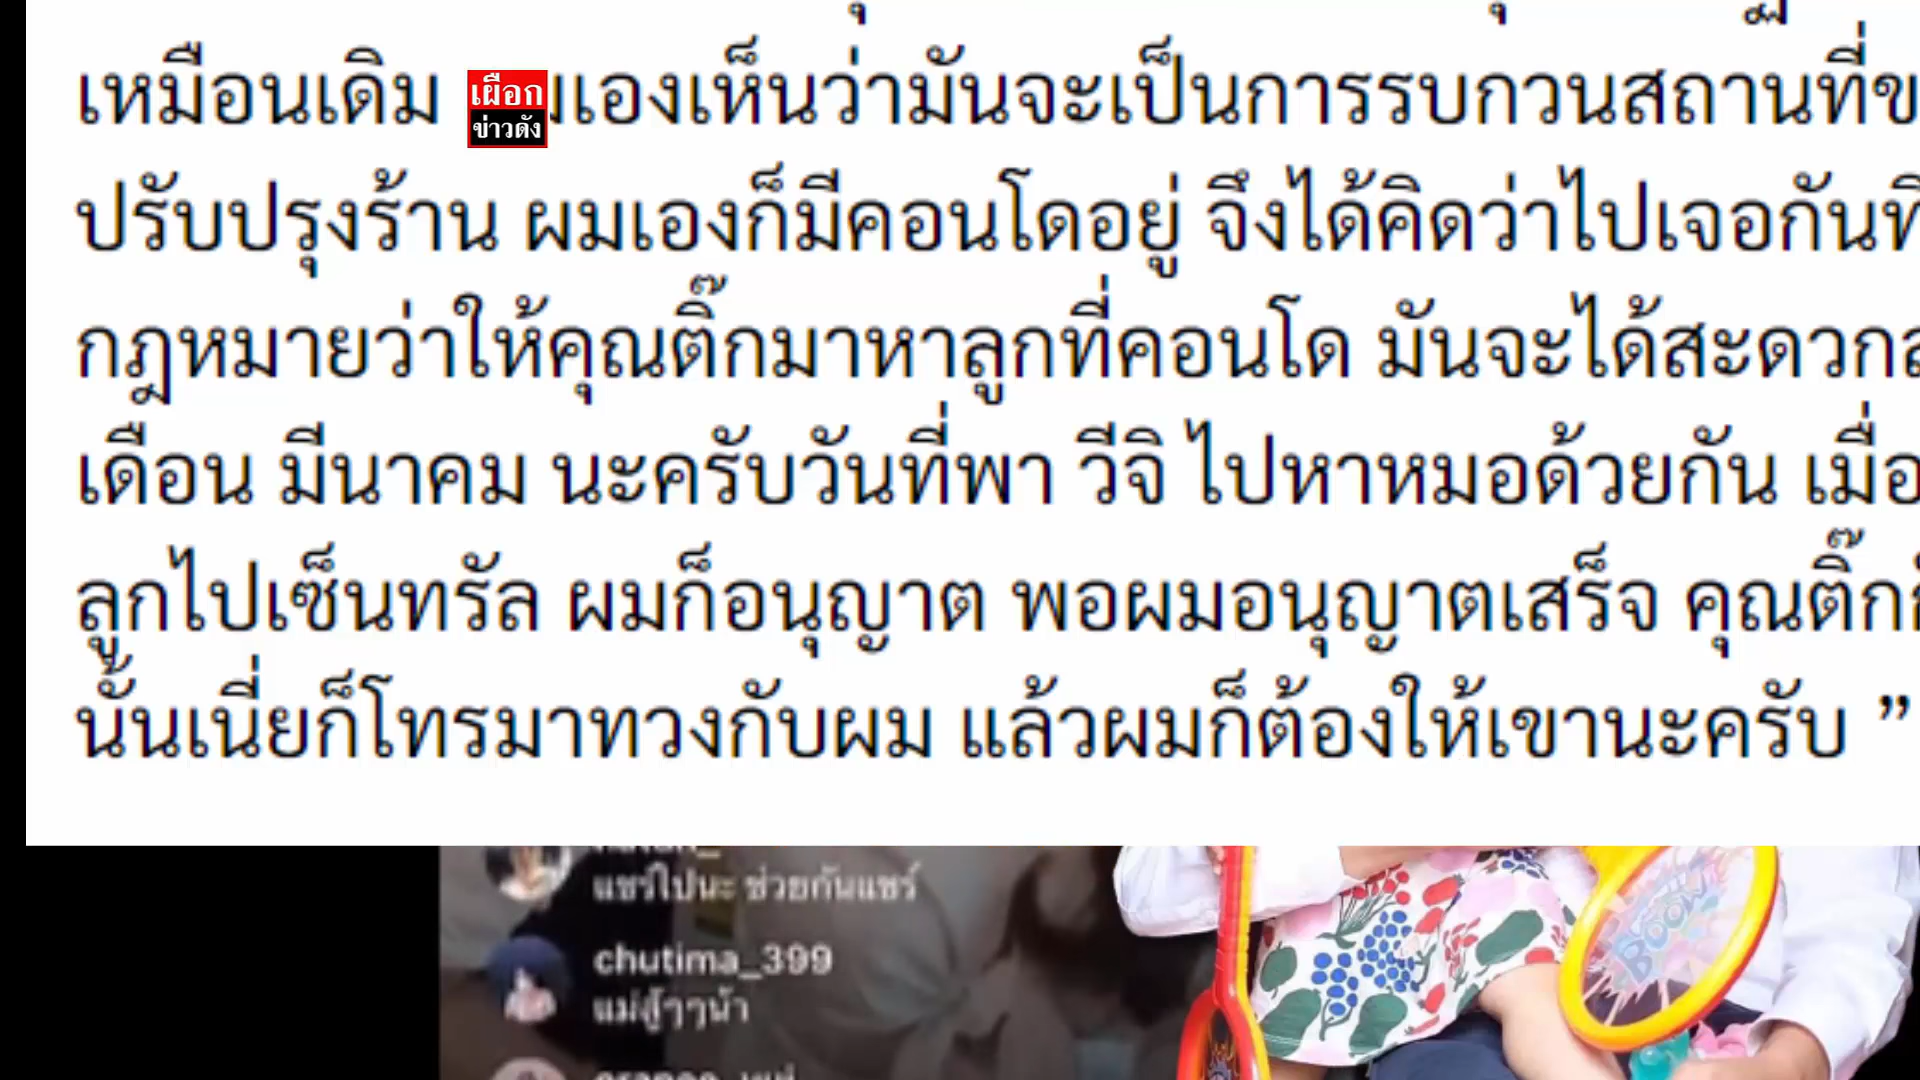 เหมือนเดิม เผือก ข่าวดัง มเองเห็นว่ามันจะเป็นการรบกวนสถานที่ข
ปรับปรุงร้าน ผมเองก็มีคอนโดอยู่ จึงได้คิดว่าไปเจอกันที
กฎหมายว่าให้คุณติ๊กมาหาลูกที่คอนโด มันจะได้สะดวกส
เดือน มีนาคม นะครับวันที่พา วีจิ ไปหาหมอด้วยกัน เมื่อ
ลูกไปเซ็นทรัล ผมก็อนุญาต พอผมอนุญาตเสร็จ คุณติ๊กก็
นั้นเนี่ยก็โทรมาทวงกับผม แล้วผมก็ต้องให้เขานะครับ ”
แชร์ไปนะ ช่วยกันแชร์
chutima_399
แม่สู้ๆๆน้า
BOOM